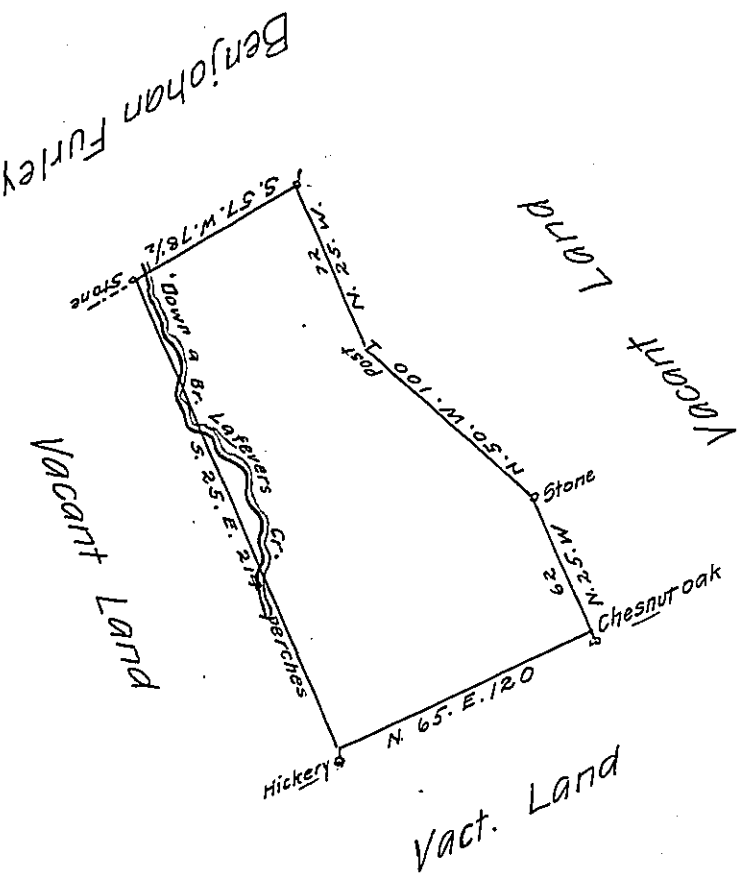 Benjohan Furley
Vacant Land
S. 57. W. 78 1/2
N. 25. W.
72
Stone
Down a Br. Lafevers Cr.
Post
N. 50. W. 100
Stone
S. 25. E. 214 perches
N. 25. W
62
Chesnut oak
Vacant Land
N. 65. E. 120
Hickery
Vact. Land